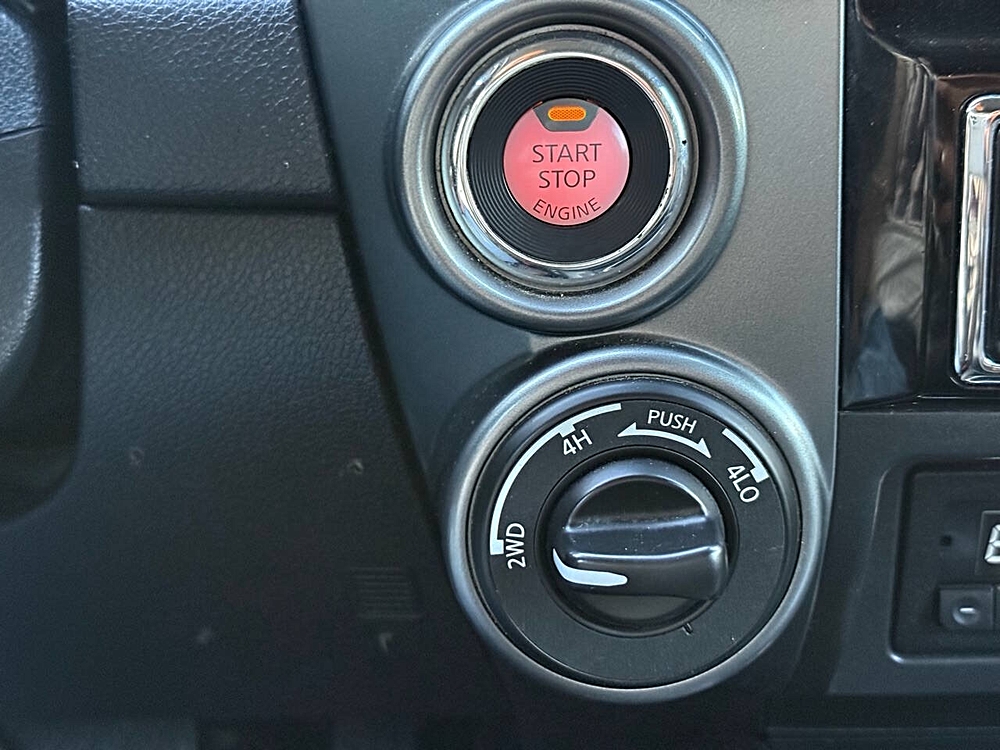 START
STOP
ENGINE
PUSH
4H
4LO
2WD